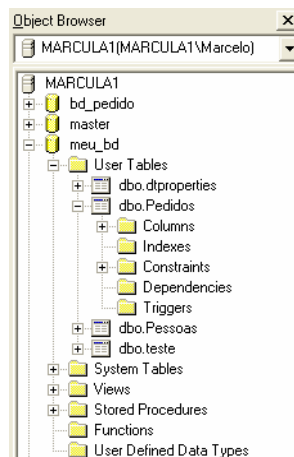 Object Browser
MARCULA1(MARCULA1\Marcelo)
MARCULA1
bd_pedido
master
meu_bd
User Tables
dbo.dtproperties
dbo.Pedidos
Columns
Indexes
Constraints
Dependencies
Triggers
dbo.Pessoas
dbo.teste
System Tables
Views
Stored Procedures
Functions
User Defined Data Types